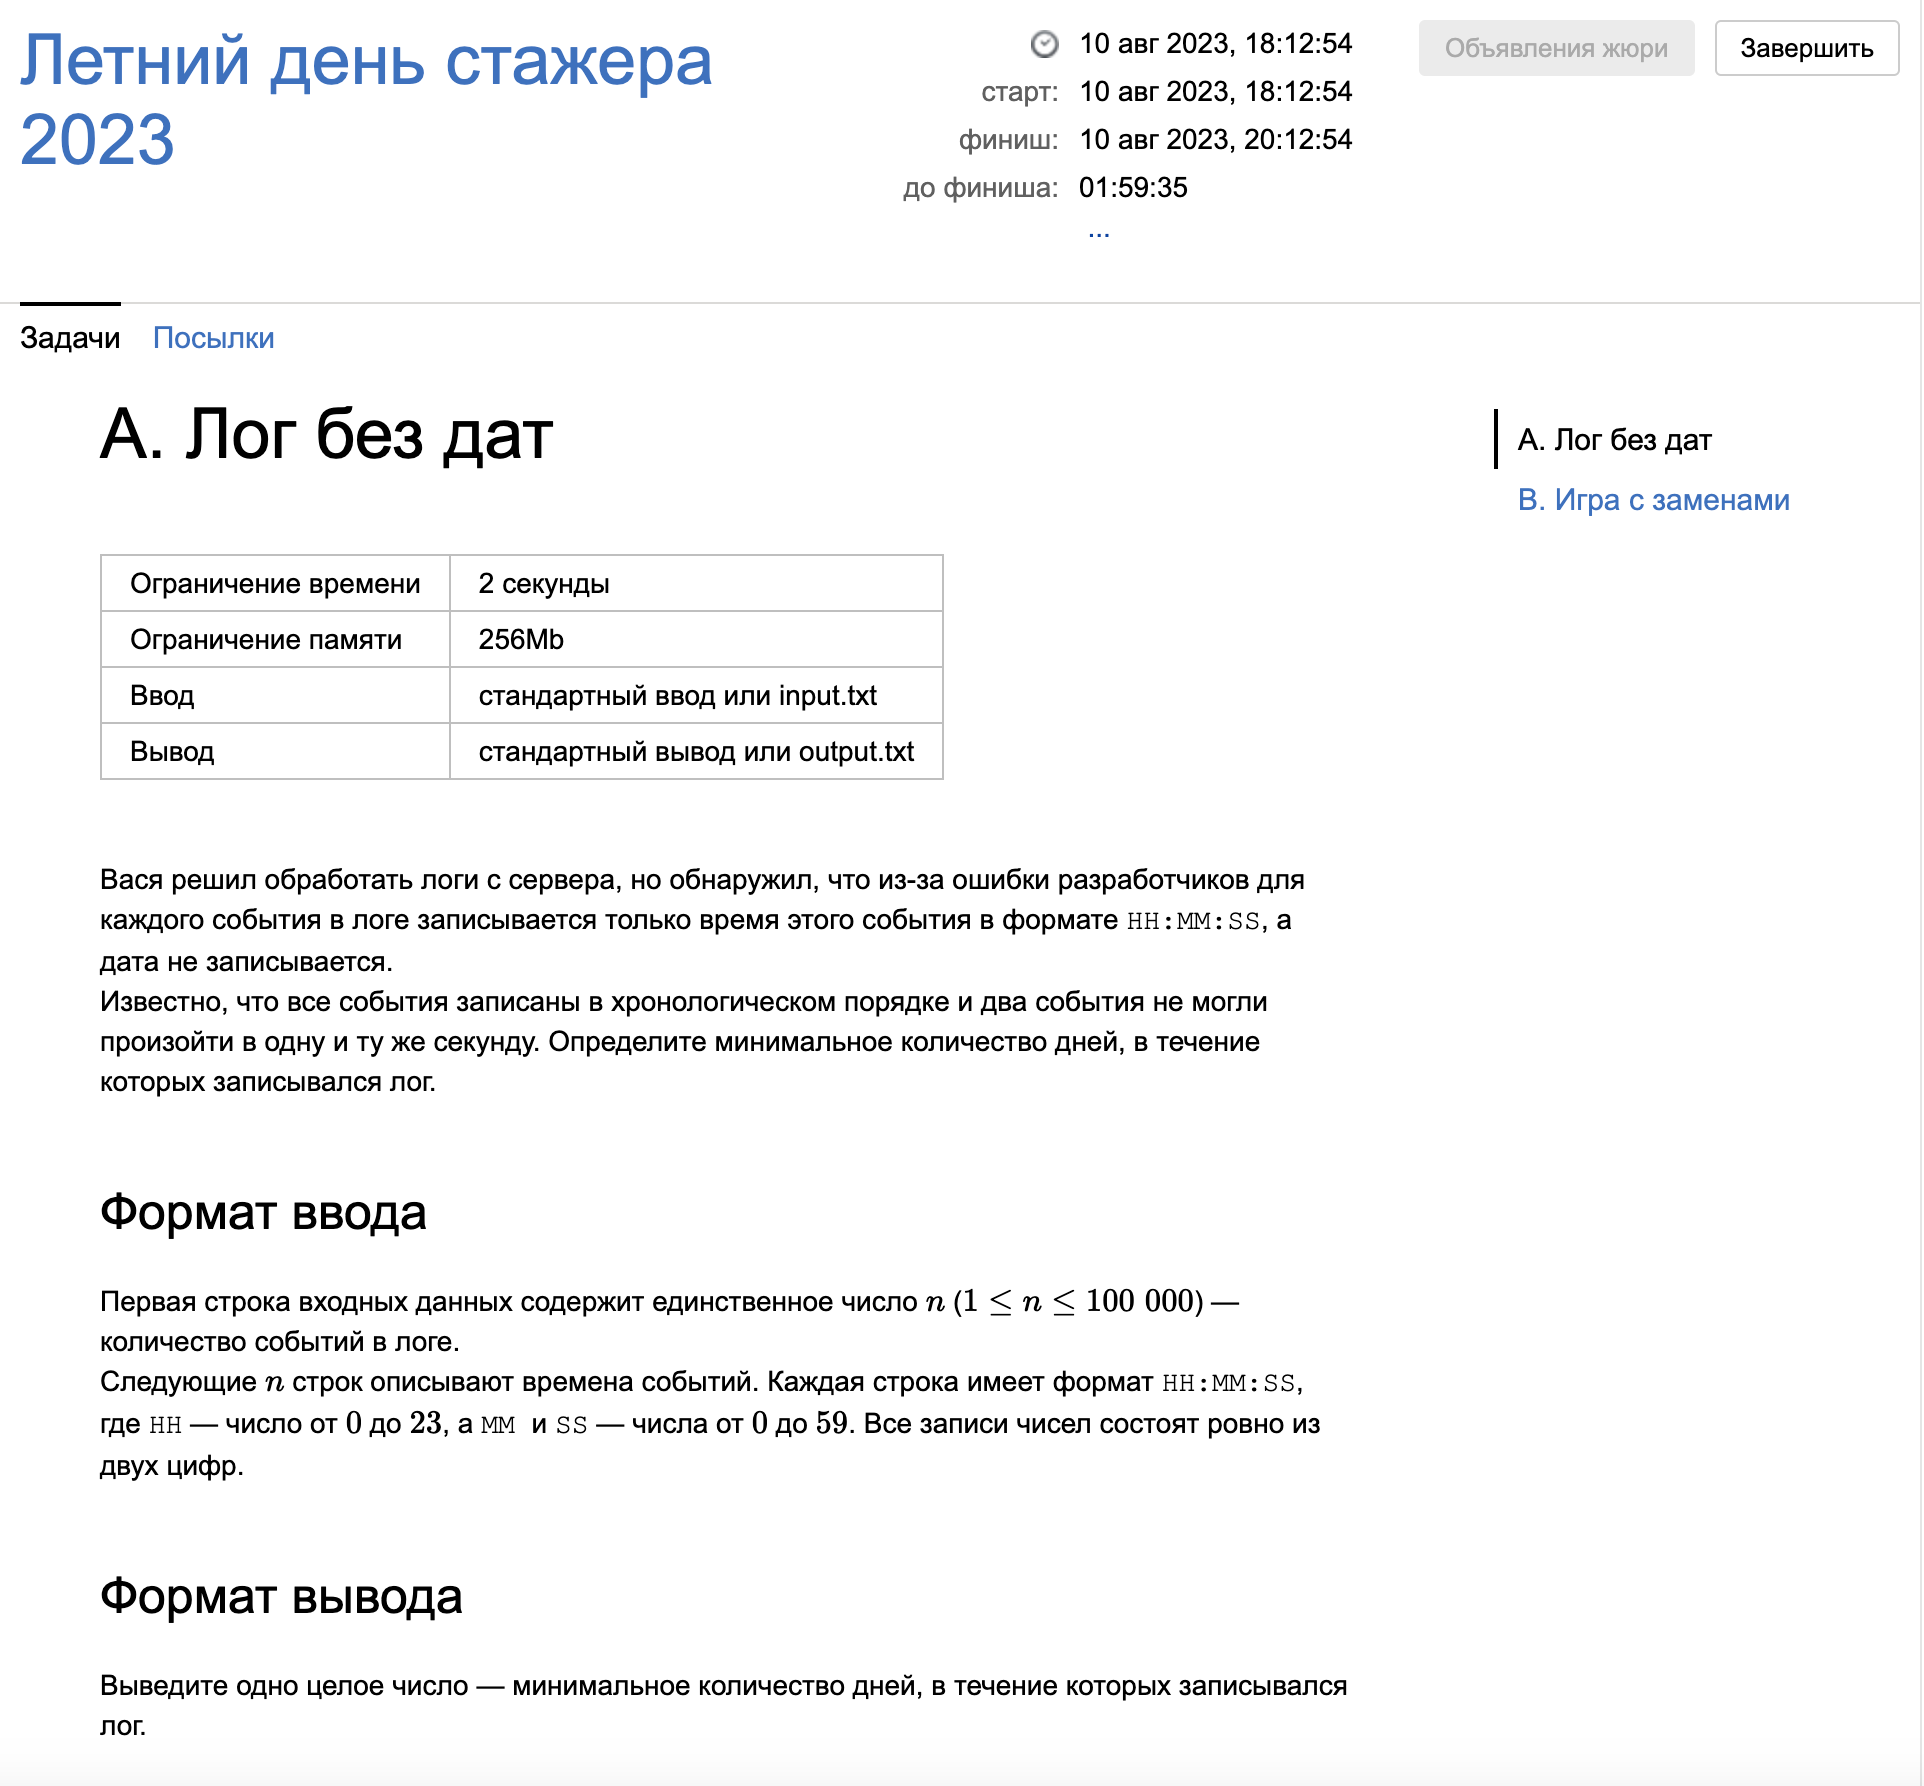 Летний день стажера
2023
10 авг 2023, 18:12:54
старт: 10 авг 2023, 18:12:54
финиш: 10 авг 2023, 20:12:54
до финиша: 01:59:35
...
Объявления жюри
Завершить
Задачи
Посылки
A. Лог без дат
A. Лог без дат
B. Игра с заменами
Ограничение времени 2 секунды
Ограничение памяти 256Mb
Ввод стандартный ввод или input.txt
Вывод стандартный вывод или output.txt
Вася решил обработать логи с сервера, но обнаружил, что из-за ошибки разработчиков для
каждого события в логе записывается только время этого события в формате HH:MM:SS, а
дата не записывается.
Известно, что все события записаны в хронологическом порядке и два события не могли
произойти в одну и ту же секунду. Определите минимальное количество дней, в течение
которых записывался лог.
Формат ввода
Первая строка входных данных содержит единственное число n (1 ≤ n ≤ 100 000) —
количество событий в логе.
Следующие n строк описывают времена событий. Каждая строка имеет формат HH:MM:SS,
где HH — число от 0 до 23, а MM и SS — числа от 0 до 59. Все записи чисел состоят ровно из
двух цифр.
Формат вывода
Выведите одно целое число — минимальное количество дней, в течение которых записывался
лог.